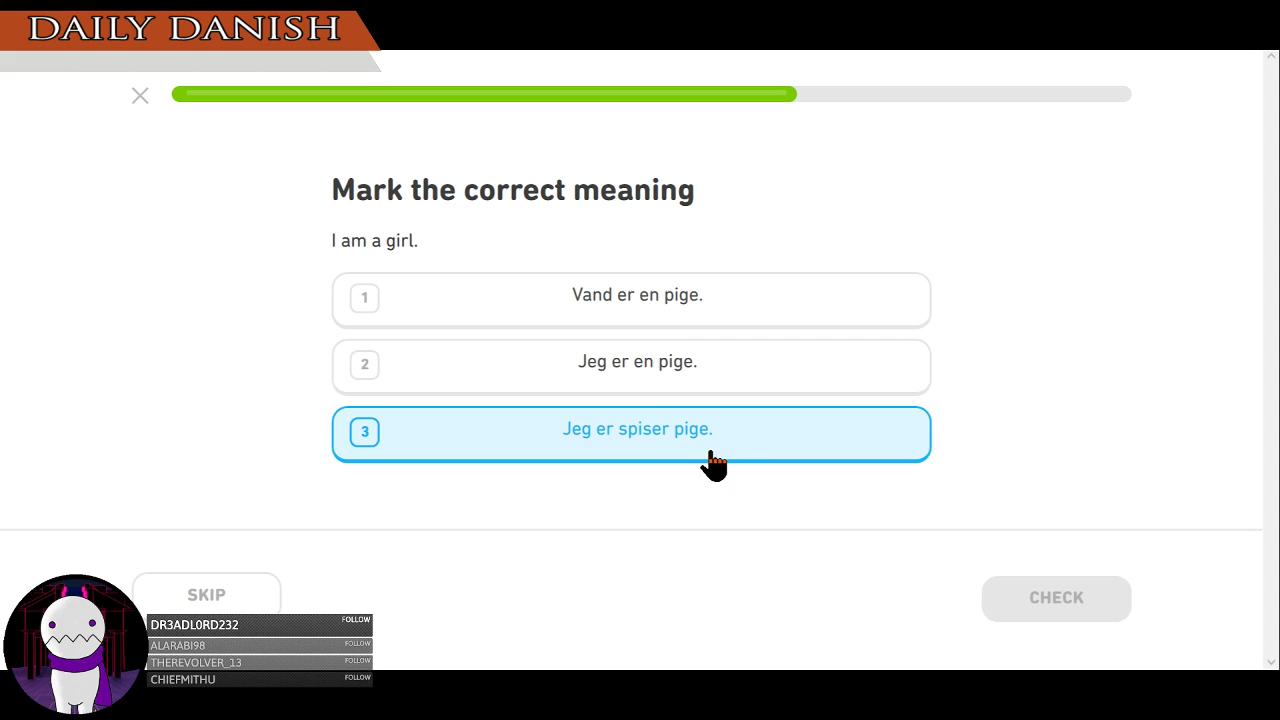 DAILY DANISH
Mark the correct meaning
I am a girl.
1 Vand er en pige.
2 Jeg er en pige.
3 Jeg er spiser pige.
SKIP
CHECK
DR3ADL0RD232 FOLLOW
ALARABI98 FOLLOW
THEREVOLVER_13 FOLLOW
CHIEFMITHU FOLLOW